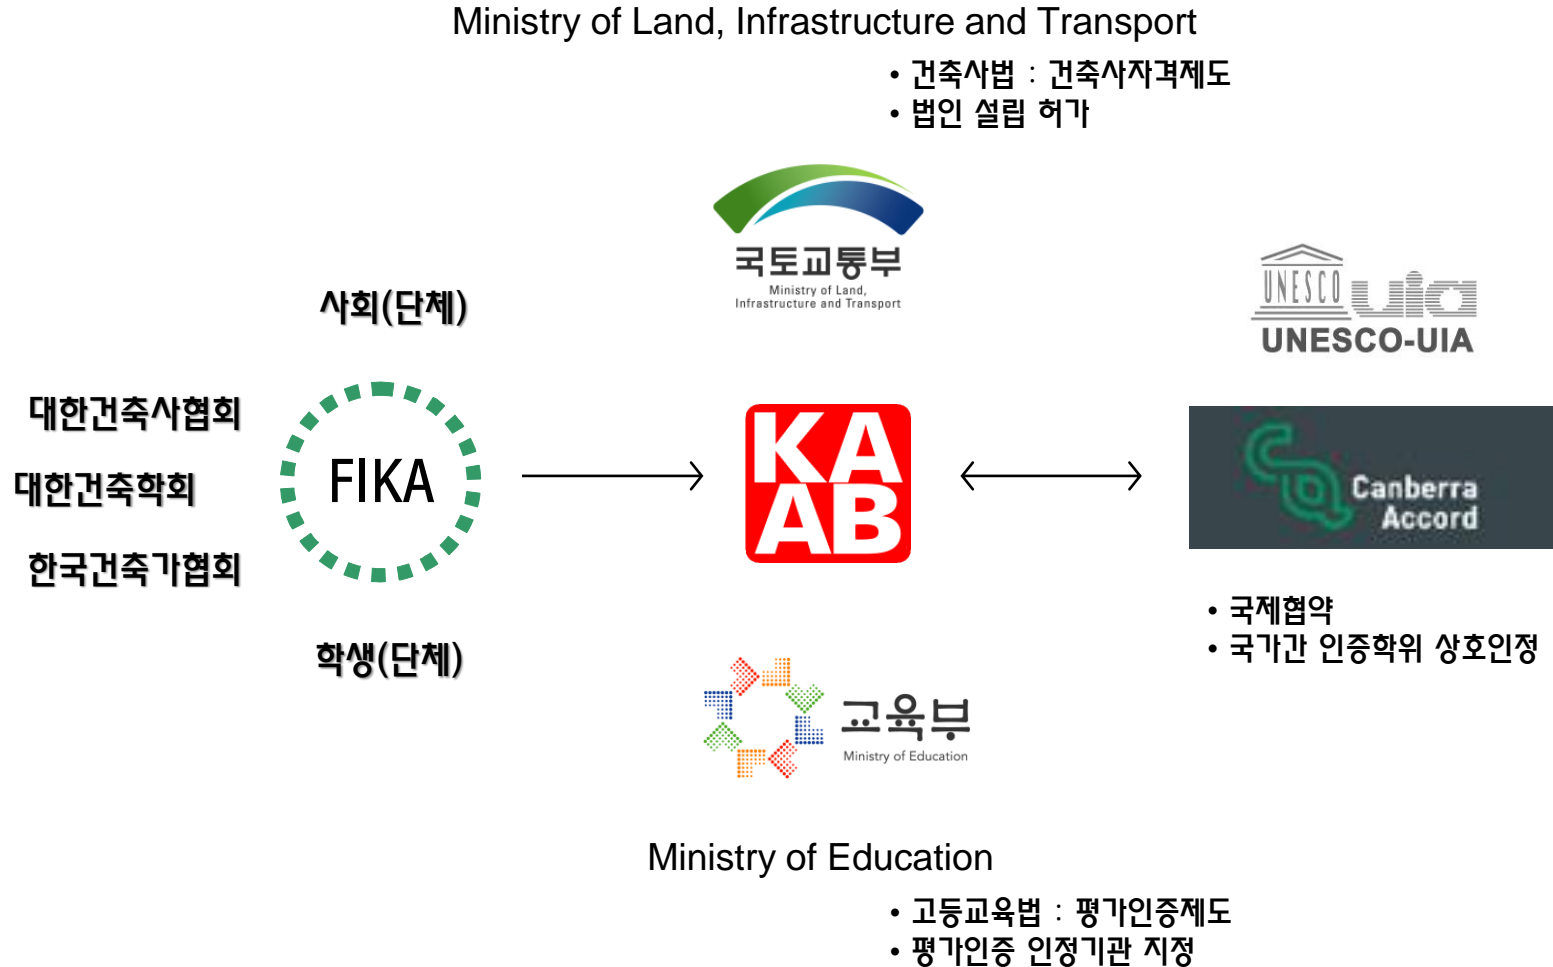 Ministry of Land, Infrastructure and Transport
• 건축사법 : 건축사자격제도
• 법인 설립 허가
국토교통부
Ministry of Land,
Infrastructure and Transport
사회(단체)
UNESCO uia
UNESCO-UIA
대한건축사협회
대한건축학회
한국건축가협회
FIKA
KA
AB
Canberra
Accord
• 국제협약
• 국가간 인증학위 상호인정
학생(단체)
교육부
Ministry of Education
Ministry of Education
• 고등교육법 : 평가인증제도
• 평가인증 인정기관 지정